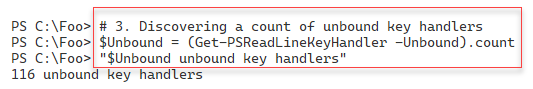 PS C:\Foo> # 3. Discovering a count of unbound key handlers
PS C:\Foo> $Unbound = (Get-PSReadLineKeyHandler -Unbound).count
PS C:\Foo> "$Unbound unbound key handlers"
116 unbound key handlers